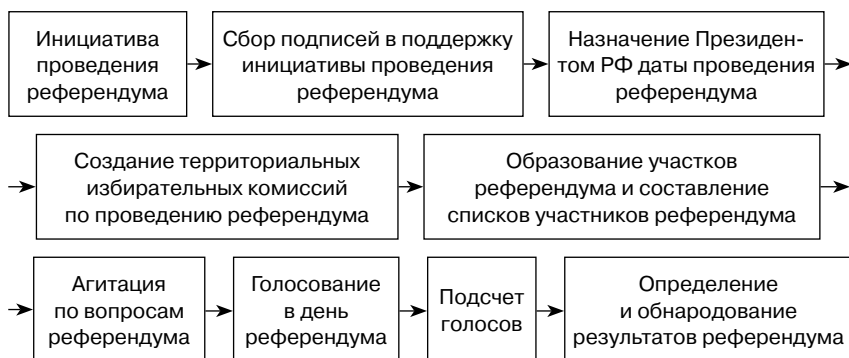 Инициатива
проведения
референдума
Сбор подписей в поддержку
инициативы проведения
референдума
Назначение Президен-
том РФ даты проведения
референдума
Создание территориальных
избирательных комиссий
по проведению референдума
Образование участков
референдума и составление
списков участников референдума
Агитация
по вопросам
референдума
Голосование
в день
референдума
Подсчет
голосов
Определение
и обнародование
результатов референдума